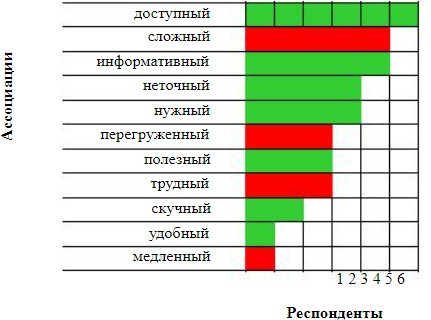 Ассоциации
доступный
сложный
информативный
неточный
нужный
перегруженный
полезный
трудный
скучный
удобный
медленный
1 2 3 4 5 6
Респонденты